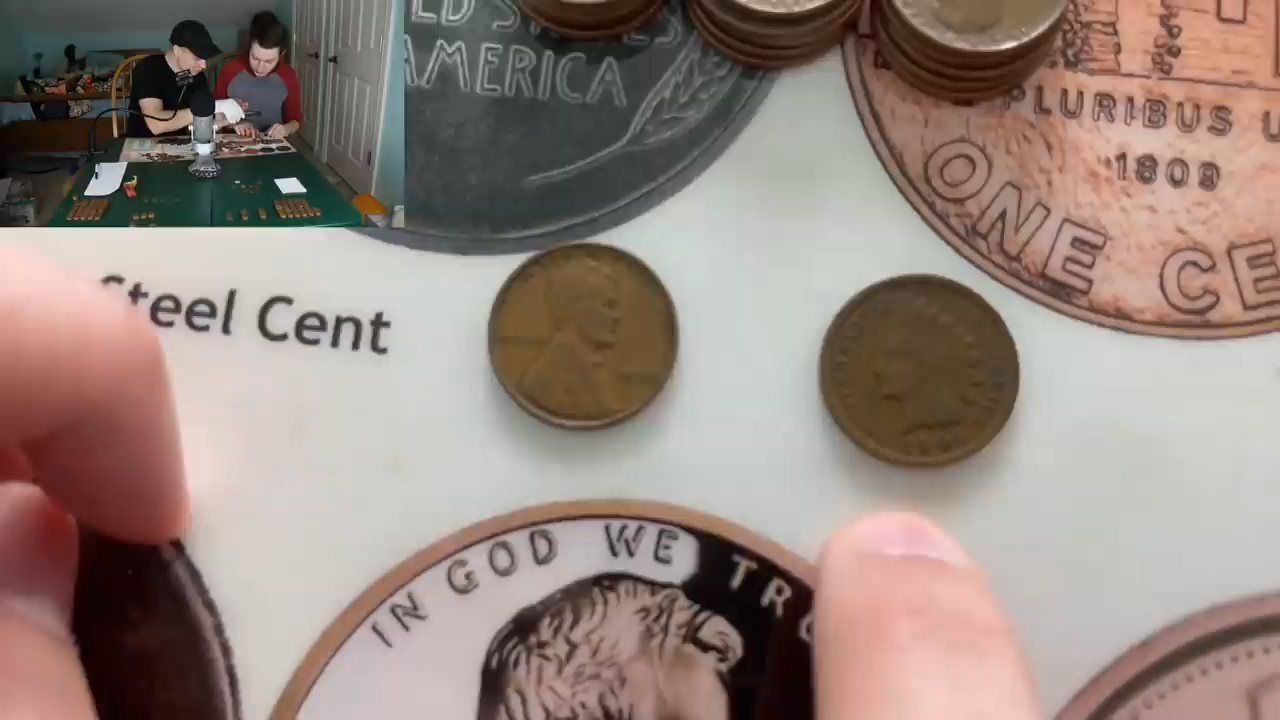 AMERICA
PLURIBUS U
1809
ONE CE
Steel Cent
IN GOD WE TR